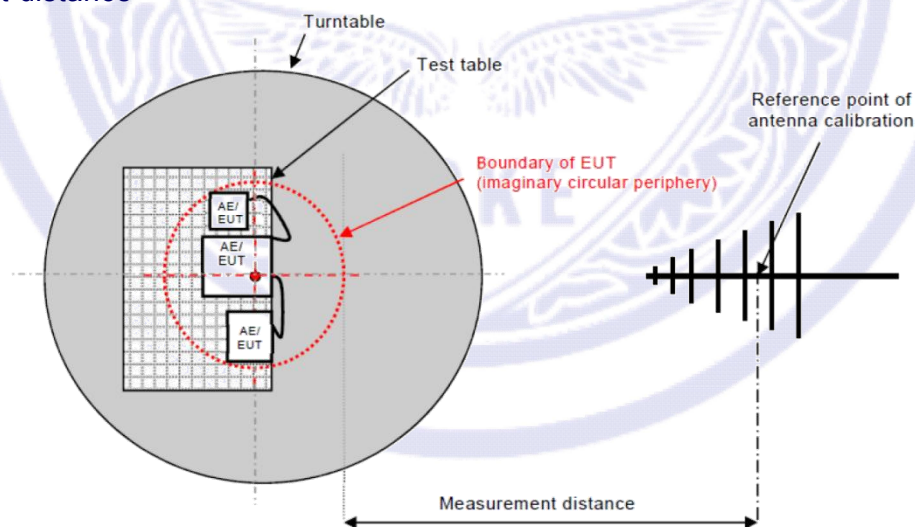 t distance
Turntable
Test table
Reference point of
antenna calibration
Boundary of EUT
(imaginary circular periphery)
AE/
EUT
AE/
EUT
AE/
EUT
Measurement distance